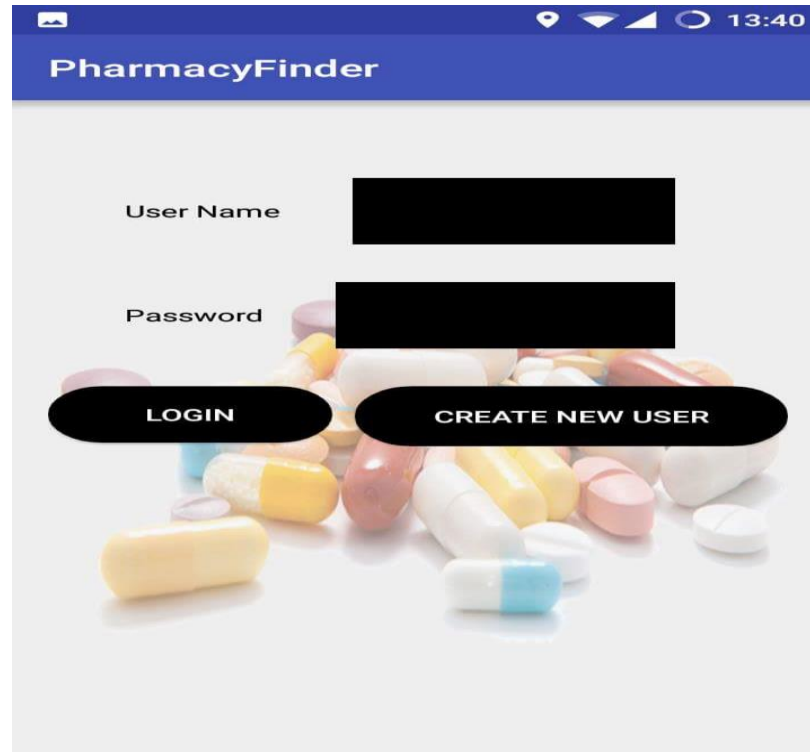 13:40
PharmacyFinder
User Name
Password
LOGIN
CREATE NEW USER